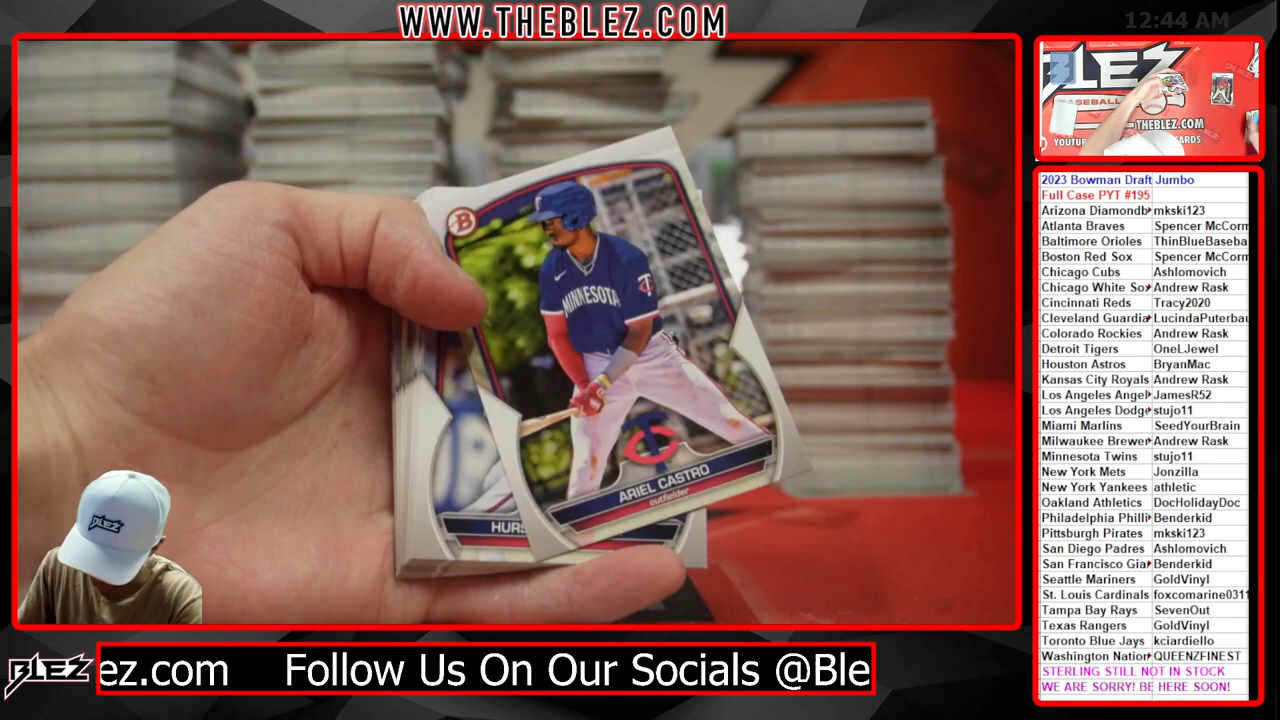 WWW.THEBLEZ.COM
12:44 AM
BLEZ
BASEBALL
THEBLEZ.COM
B
MINNESOTA
TC
ARIEL CASTRO
outfielder
HURS
BLEZ
2023 Bowman Draft Jumbo
Full Case PYT #195
Arizona Diamondb mkski123
Atlanta Braves Spencer McCorm
Baltimore Orioles ThinBlueBaseba
Boston Red Sox Spencer McCorm
Chicago Cubs Ashlomovich
Chicago White Sox Andrew Rask
Cincinnati Reds Tracy2020
Cleveland Guardia LucindaPuterbau
Colorado Rockies Andrew Rask
Detroit Tigers OneLJewel
Houston Astros BryanMac
Kansas City Royals Andrew Rask
Los Angeles Angel JamesR52
Los Angeles Dodge stujo11
Miami Marlins SeedYourBrain
Milwaukee Brewer Andrew Rask
Minnesota Twins stujo11
New York Mets Jonzilla
New York Yankees athletic
Oakland Athletics DocHolidayDoc
Philadelphia Philli Benderkid
Pittsburgh Pirates mkski123
San Diego Padres Ashlomovich
San Francisco Gia Benderkid
Seattle Mariners GoldVinyl
St. Louis Cardinals foxcomarine0311
Tampa Bay Rays SevenOut
Texas Rangers GoldVinyl
Toronto Blue Jays kciardiello
Washington Nation QUEENZFINEST
STERLING STILL NOT IN STOCK
WE ARE SORRY! BE HERE SOON!
BLEZ
ez.com Follow Us On Our Socials @Ble